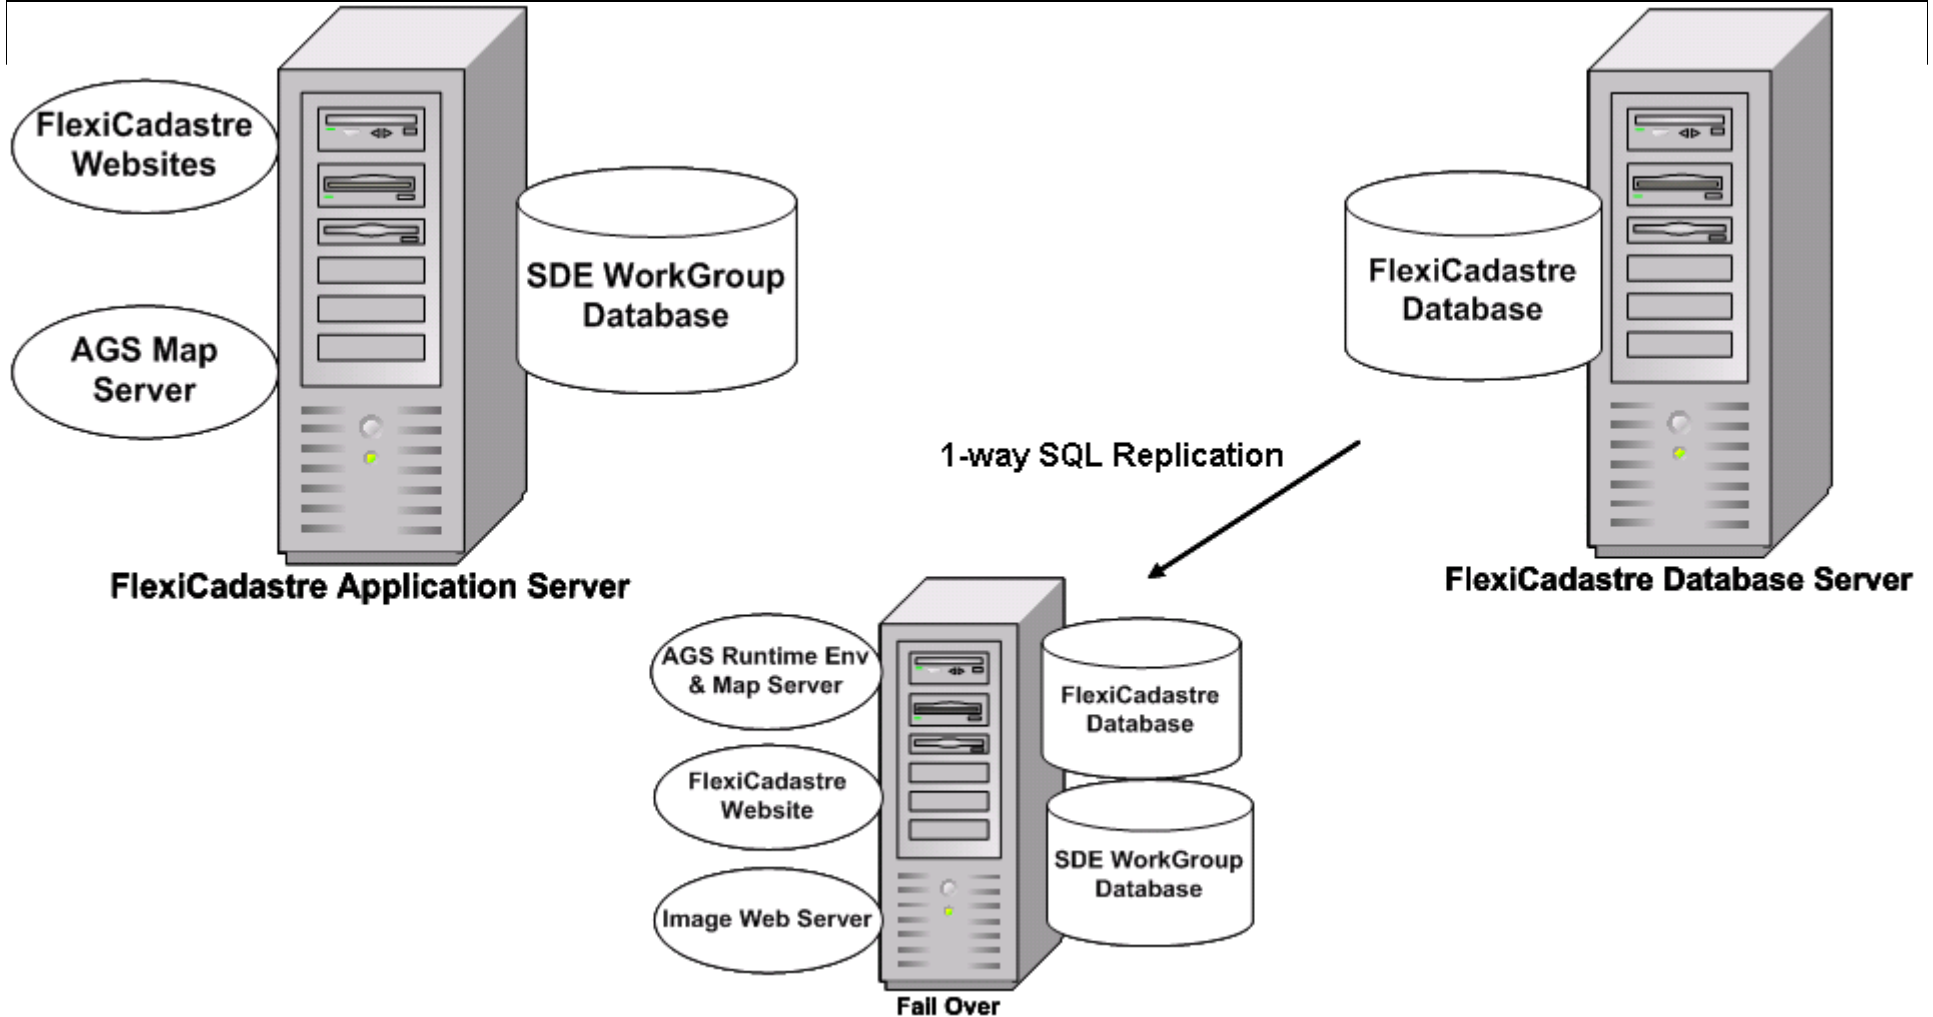 FlexiCadastre
Websites
AGS Map
Server
SDE WorkGroup
Database
FlexiCadastre Application Server
FlexiCadastre
Database
FlexiCadastre Database Server
1-way SQL Replication
AGS Runtime Env
& Map Server
FlexiCadastre
Website
Image Web Server
FlexiCadastre
Database
SDE WorkGroup
Database
Fail Over